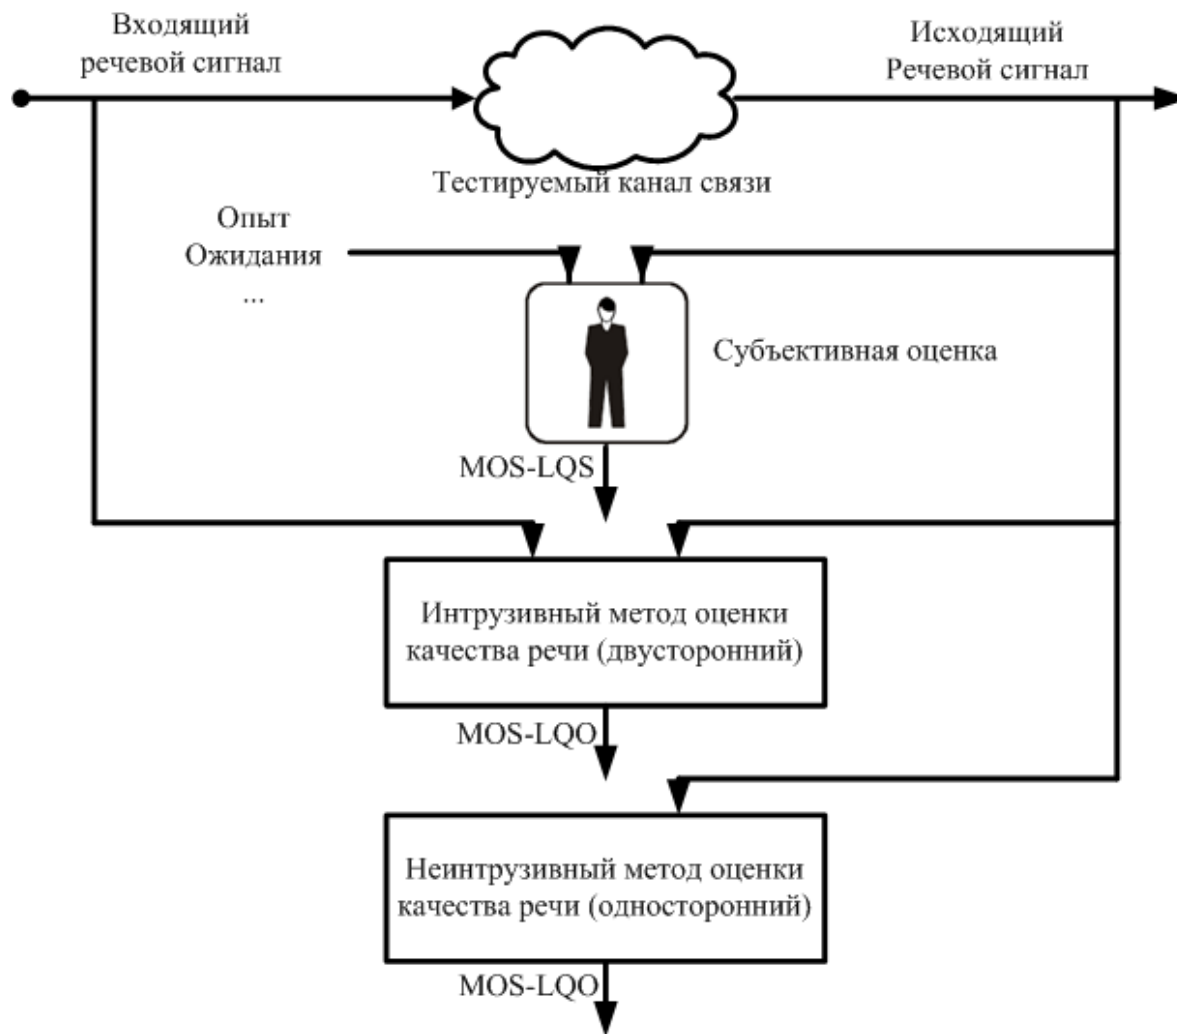 Входящий
речевой сигнал
Исходящий
Речевой сигнал
Тестируемый канал связи
Опыт
Ожидания
...
Субъективная оценка
MOS-LQS
Интрузивный метод оценки
качества речи (двусторонний)
MOS-LQO
Неинтрузивный метод оценки
качества речи (односторонний)
MOS-LQO